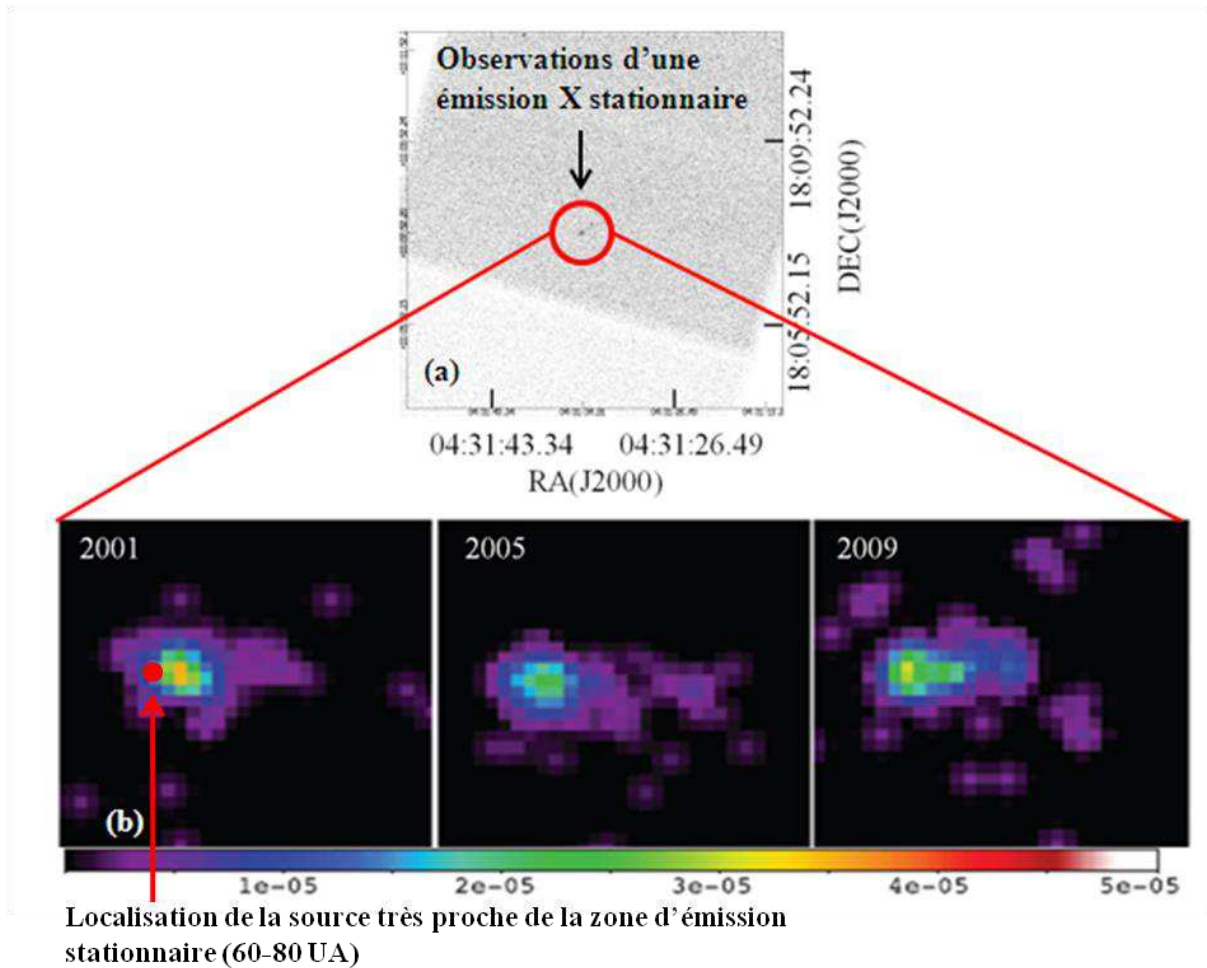 Observations d'une
émission X stationnaire
18:09:52.24
18:05:52.15
DEC(J2000)
(a)
04:31:43.34 04:31:26.49
RA(J2000)
2001
2005
2009
(b)
1e-05 2e-05 3e-05 4e-05 5e-05
Localisation de la source très proche de la zone d'émission
stationnaire (60-80 UA)